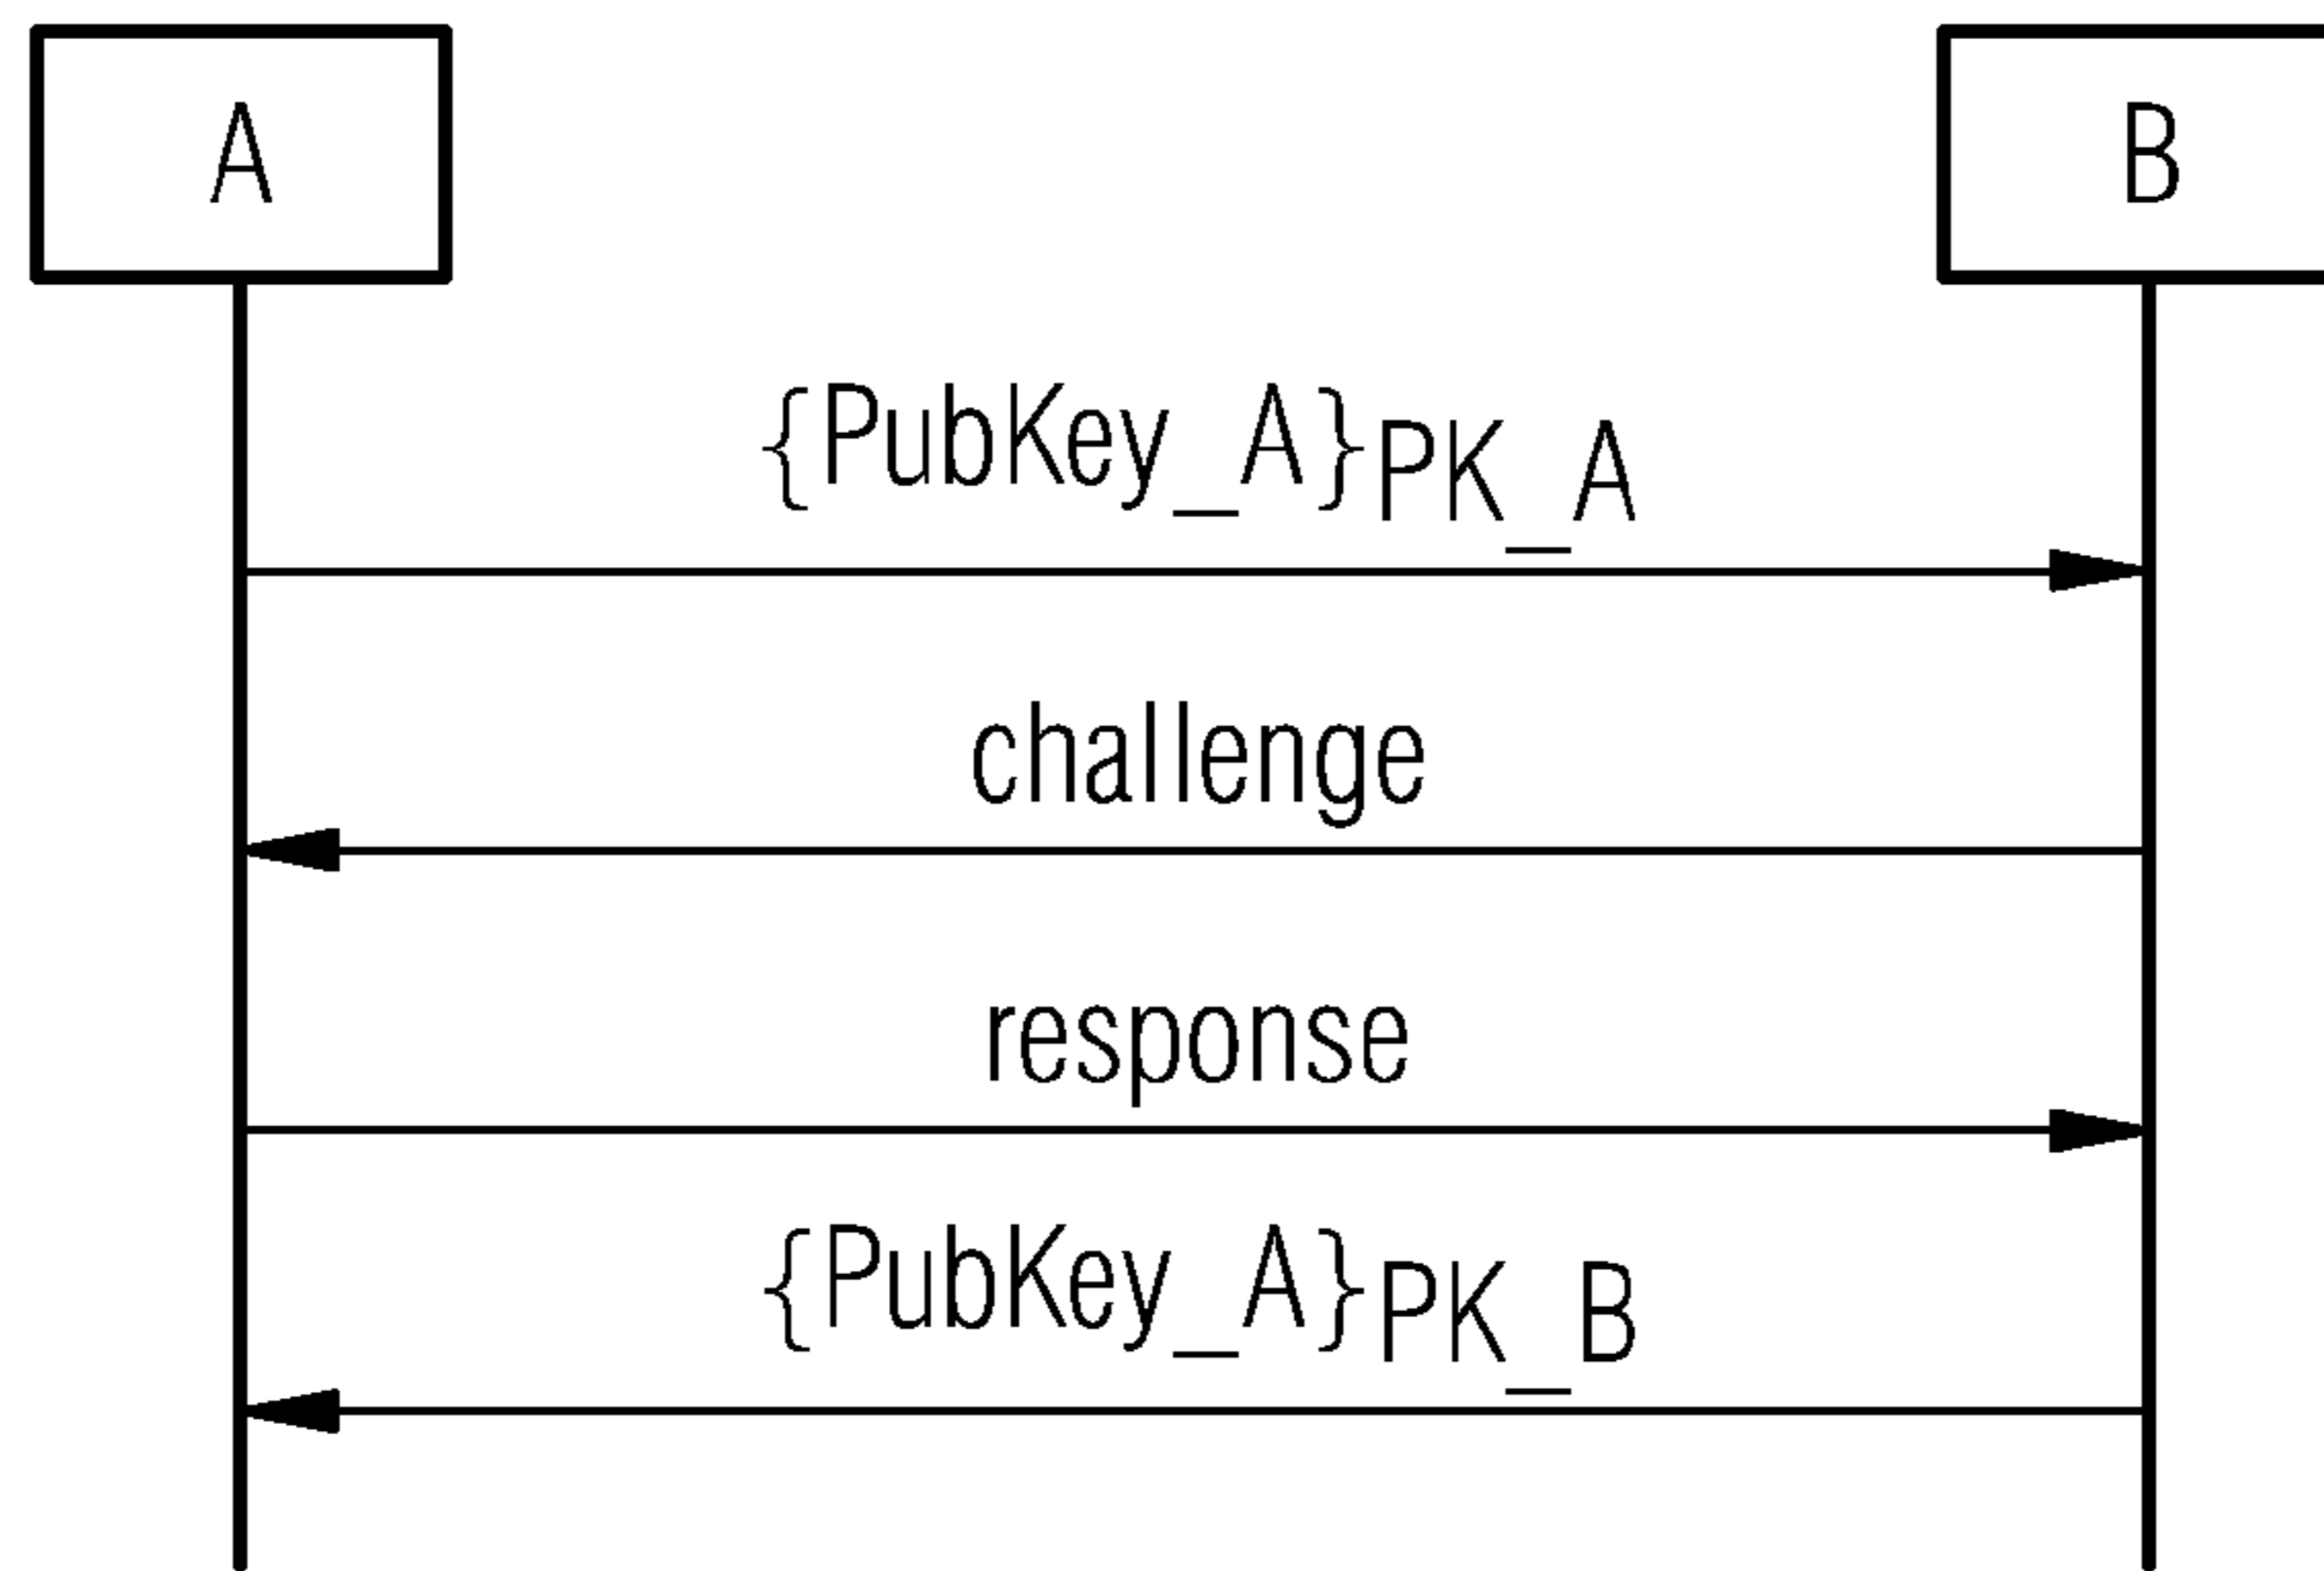 A B
{PubKey_A}PK_A
challenge
response
{PubKey_A}PK_B